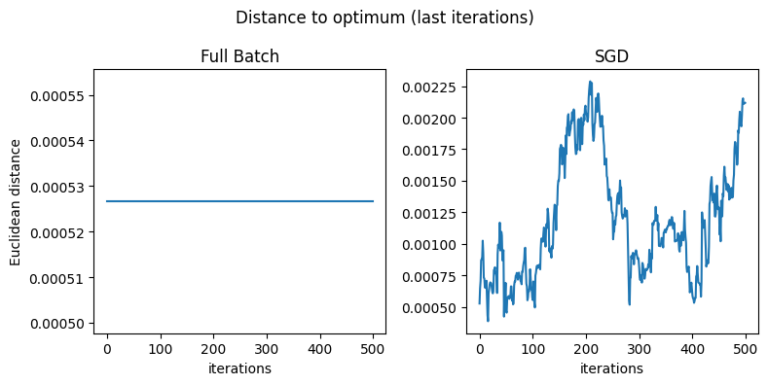 Distance to optimum (last iterations)
Full Batch
SGD
Euclidean distance
0.00055
0.00054
0.00053
0.00052
0.00051
0.00050
0 100 200 300 400 500
iterations
0.00225
0.00200
0.00175
0.00150
0.00125
0.00100
0.00075
0.00050
0 100 200 300 400 500
iterations